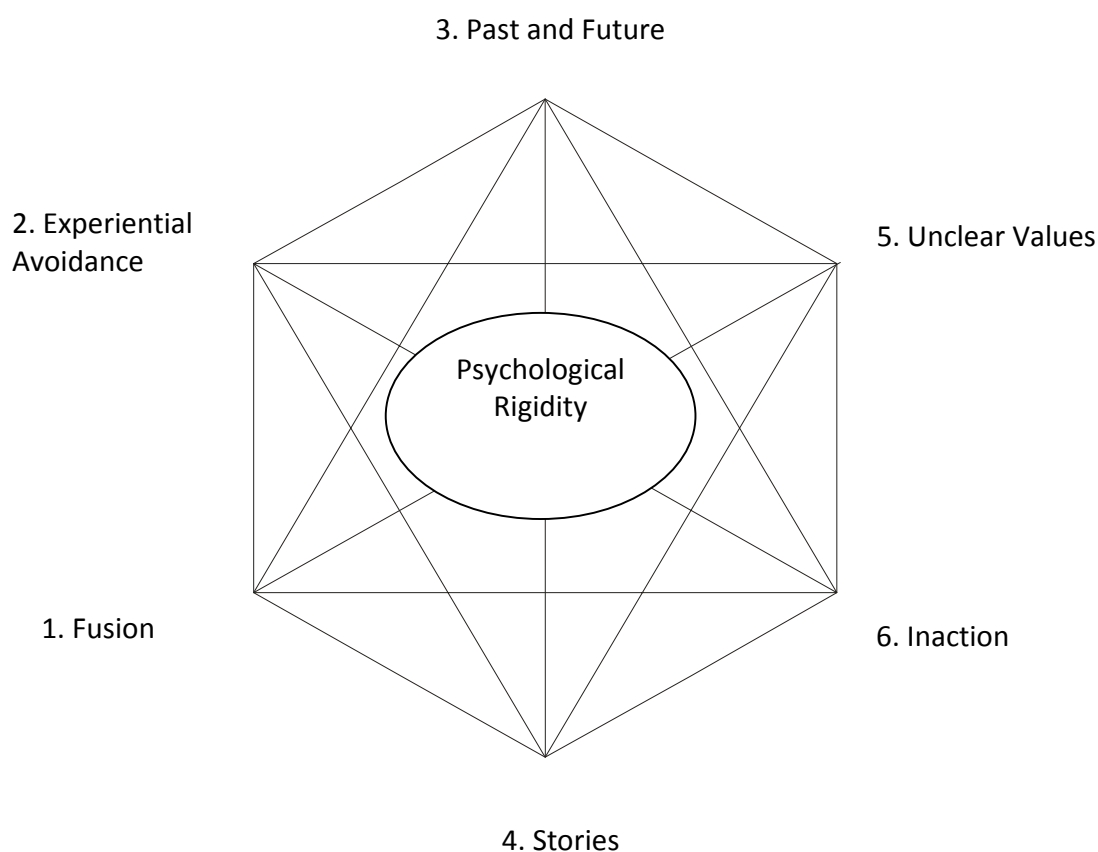 3. Past and Future
2. Experiential
Avoidance
5. Unclear Values
Psychological
Rigidity
1. Fusion
6. Inaction
4. Stories